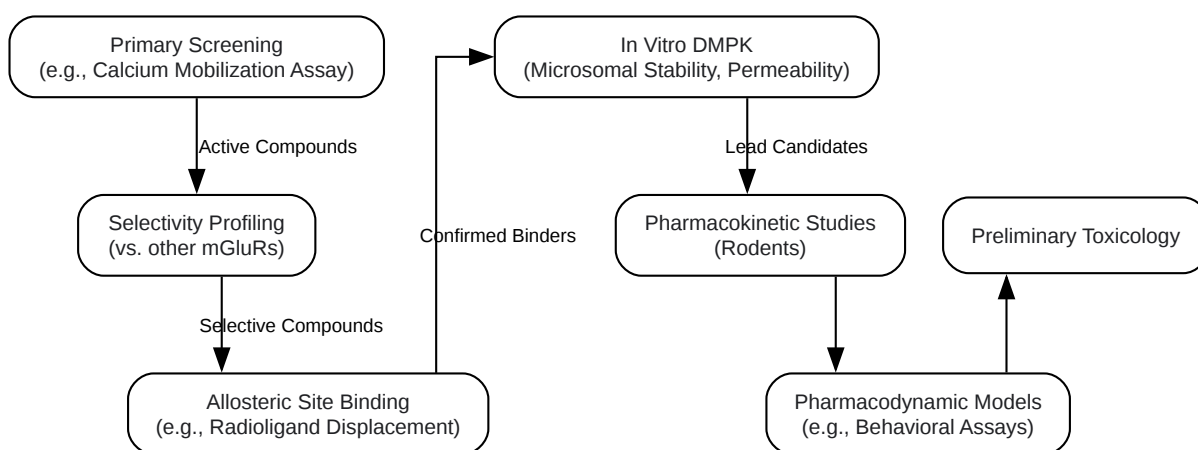 Primary Screening
(e.g., Calcium Mobilization Assay)
Active Compounds
Selectivity Profiling
(vs. other mGluRs)
Selective Compounds
Allosteric Site Binding
(e.g., Radioligand Displacement)
Confirmed Binders
In Vitro DMPK
(Microsomal Stability, Permeability)
Lead Candidates
Pharmacokinetic Studies
(Rodents)
Pharmacodynamic Models
(e.g., Behavioral Assays)
Preliminary Toxicology